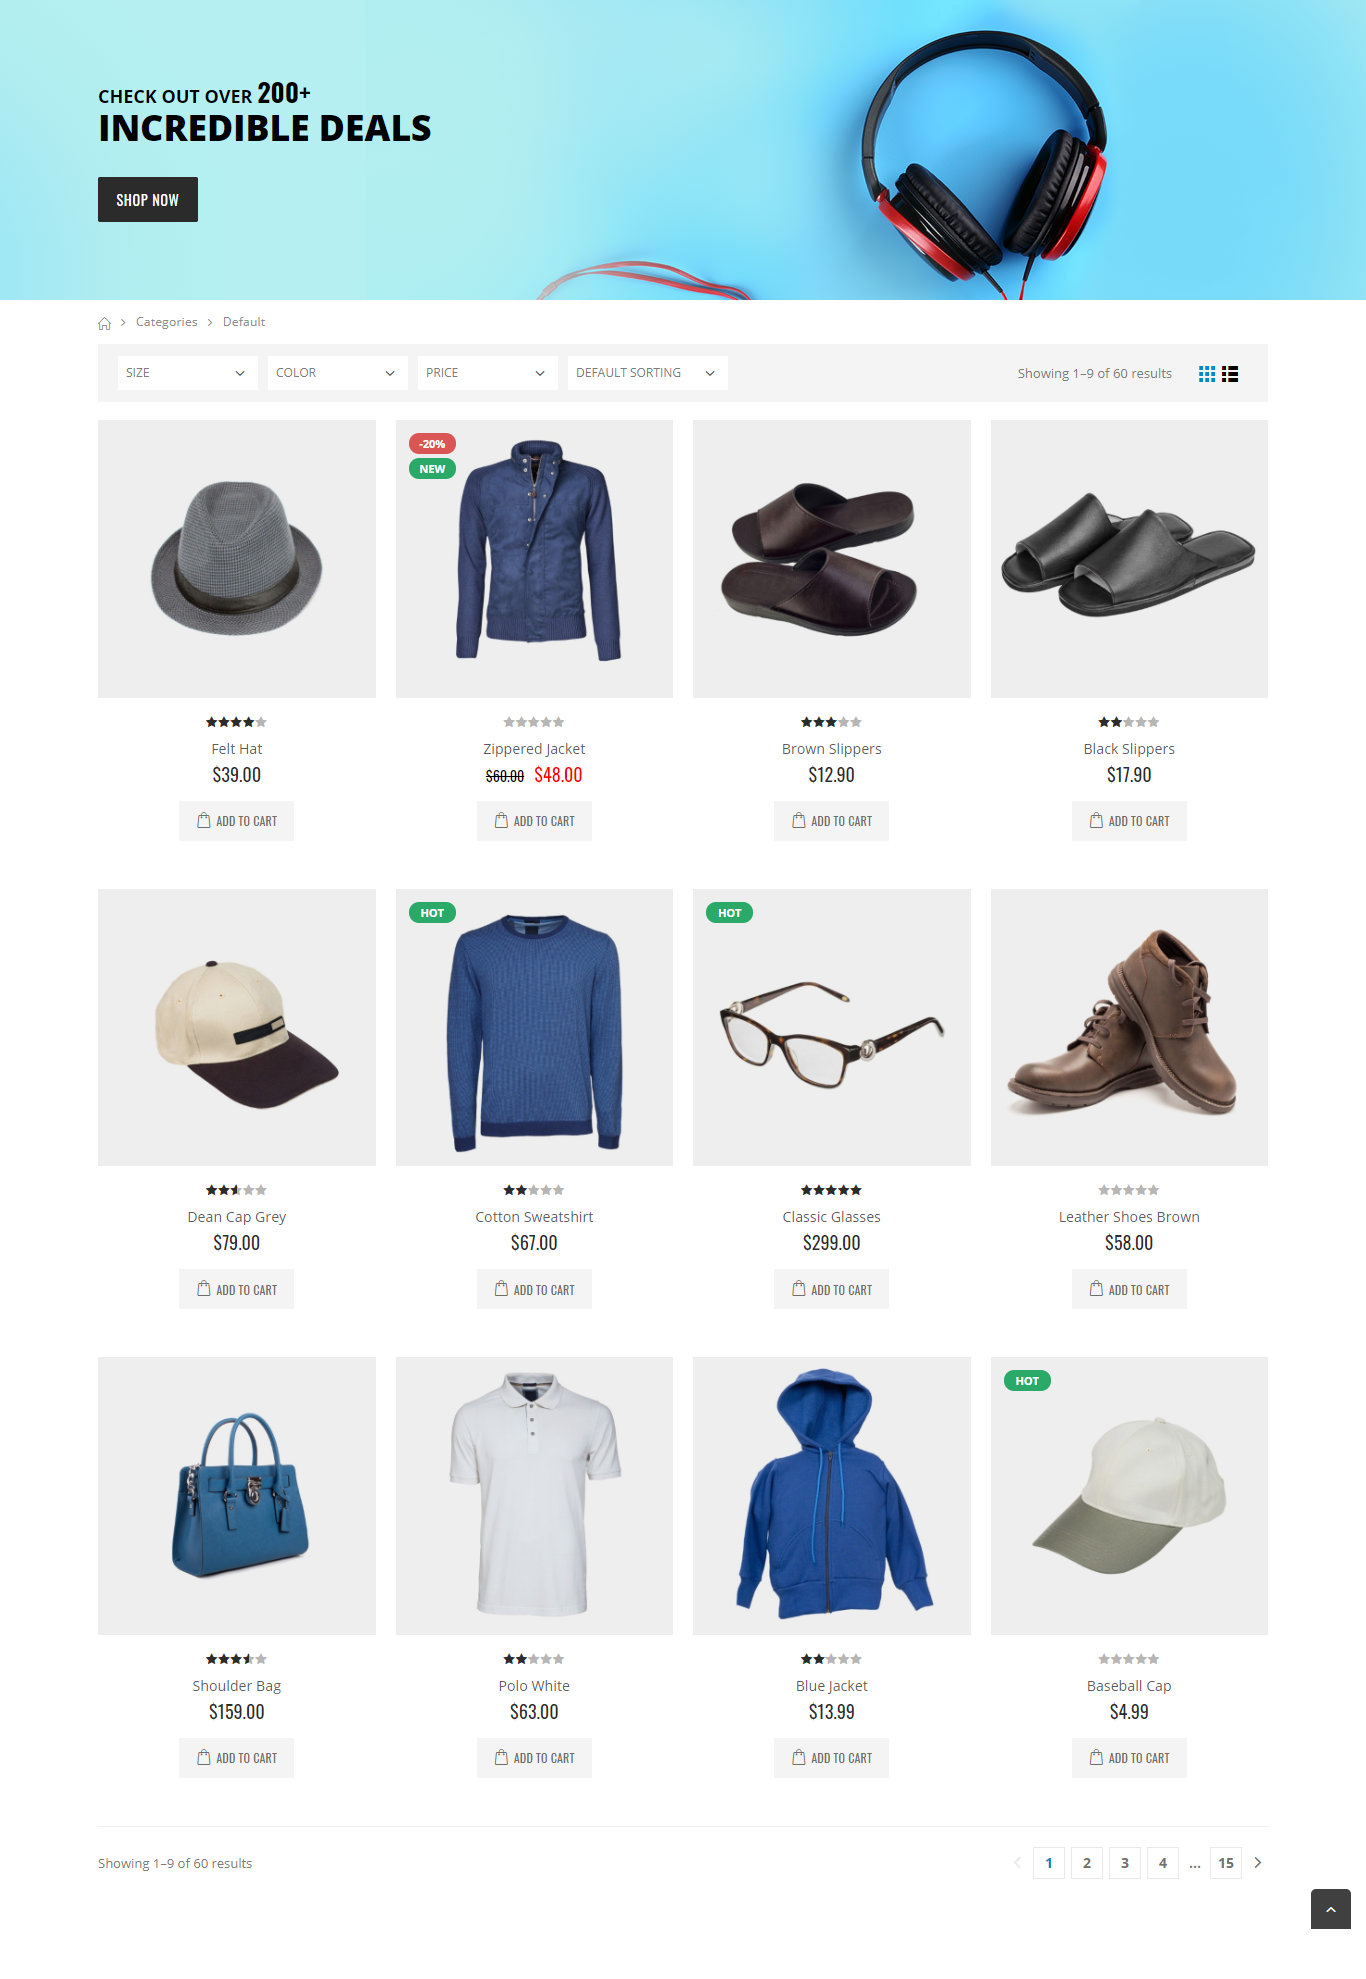 CHECK OUT OVER 200+
INCREDIBLE DEALS
SHOP NOW
Categories > Default
SIZE COLOR PRICE DEFAULT SORTING Showing 1–9 of 60 results
-20%
NEW
Felt Hat Zippered Jacket Brown Slippers Black Slippers
$39.00 $60.00 $48.00 $12.90 $17.90
ADD TO CART ADD TO CART ADD TO CART ADD TO CART
HOT HOT
Dean Cap Grey Cotton Sweatshirt Classic Glasses Leather Shoes Brown
$79.00 $67.00 $299.00 $58.00
ADD TO CART ADD TO CART ADD TO CART ADD TO CART
HOT
Shoulder Bag Polo White Blue Jacket Baseball Cap
$159.00 $63.00 $13.99 $4.99
ADD TO CART ADD TO CART ADD TO CART ADD TO CART
Showing 1–9 of 60 results 1 2 3 4 ... 15